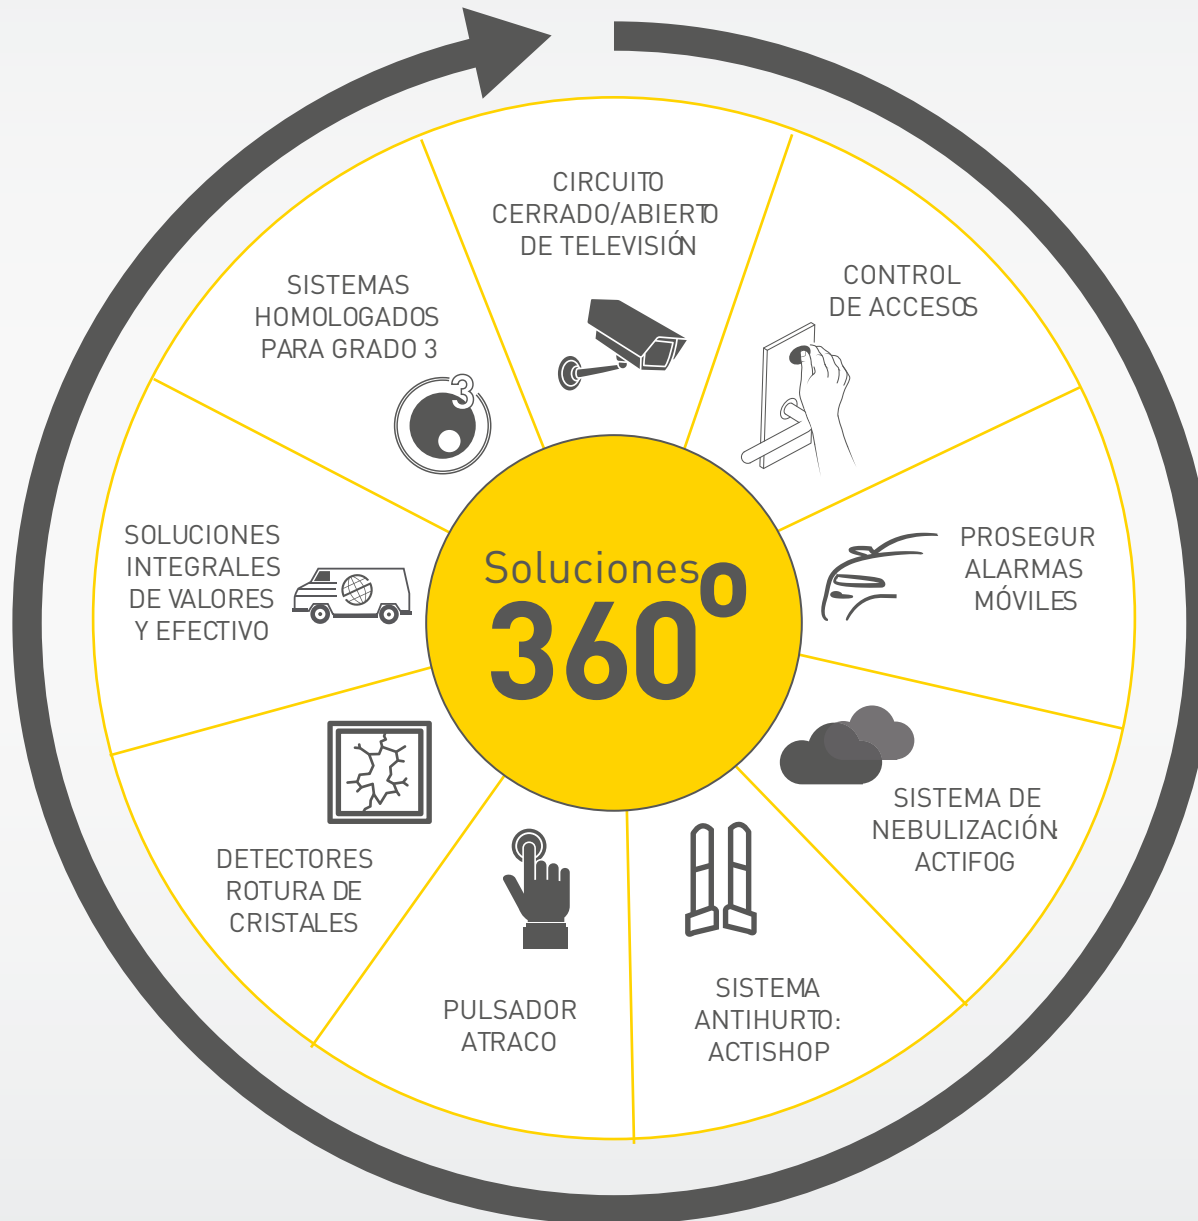 CIRCUITO
CERRADO/ABIERTO
DE TELEVISIÓN
CONTROL
DE ACCESOS
PROSEGUR
ALARMAS
MÓVILES
SISTEMA DE
NEBULIZACIÓN:
ACTIFOG
SISTEMA
ANTIHURTO:
ACTISHOP
PULSADOR
ATRACO
DETECTORES
ROTURA DE
CRISTALES
SOLUCIONES
INTEGRALES
DE VALORES
Y EFECTIVO
SISTEMAS
HOMOLOGADOS
PARA GRADO 3
3
Soluciones
360º